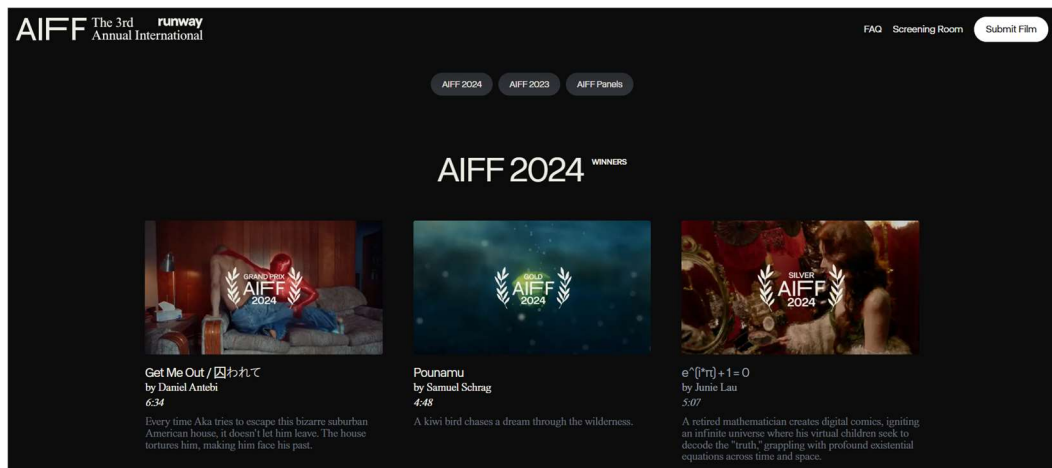 AIFF The 3rd runway
Annual International
FAQ Screening Room Submit Film
AIFF 2024 AIFF 2023 AIFF Panels
AIFF 2024 WINNERS
GRAND PRIX
AIFF
2024
GOLD
AIFF
2024
SILVER
AIFF
2024
Get Me Out / 囚われて
by Daniel Antebi
6:34
Every time Aka tries to escape this bizarre suburban
American house, it doesn't let him leave. The house
tortures him, making him face his past.
Pounamu
by Samuel Schrag
4:48
A kiwi bird chases a dream through the wilderness.
e^(i*π) + 1 = 0
by Junie Lau
5:07
A retired mathematician creates digital comics, igniting
an infinite universe where his virtual children seek to
decode the "truth," grappling with profound existential
equations across time and space.